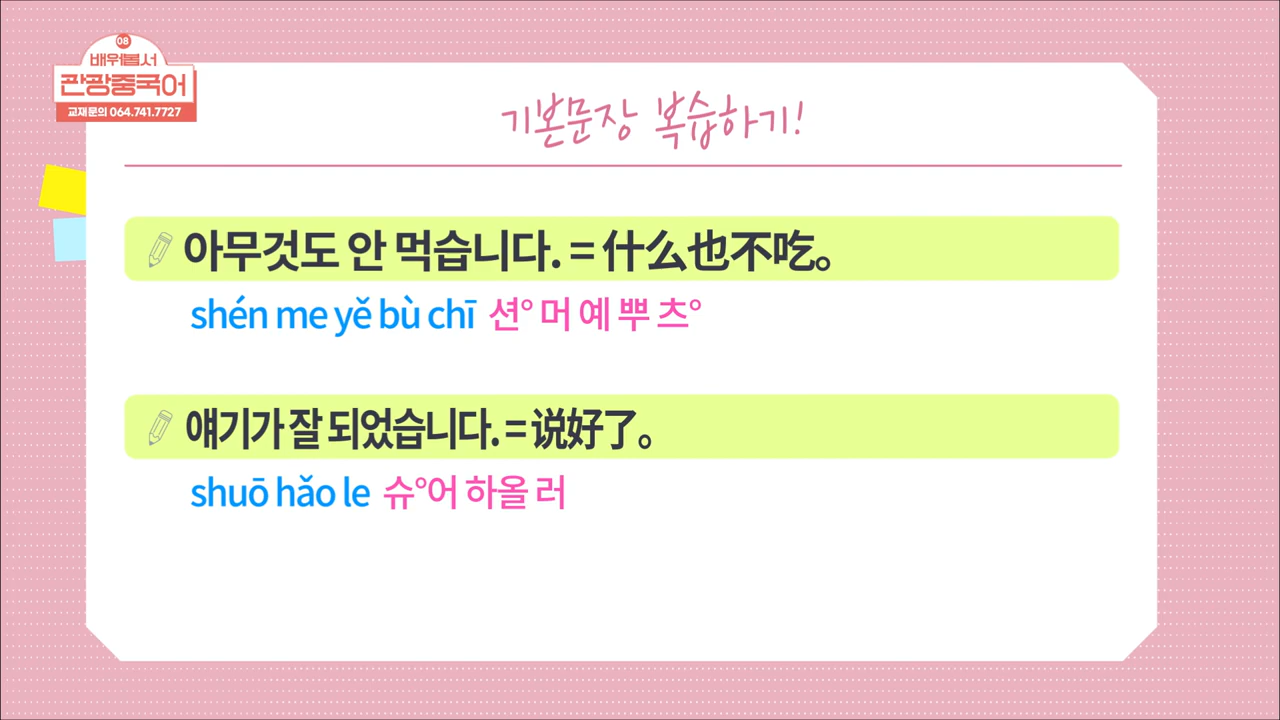 08
배워봅서
관광중국어
교재문의 064.741.7727
기본문장 복습하기!
아무것도 안 먹습니다. = 什么也不吃。
shén me yě bù chī 션° 머 예 뿌 츠°
얘기가 잘 되었습니다. = 说好了。
shuō hǎo le 슈°어 하올 러